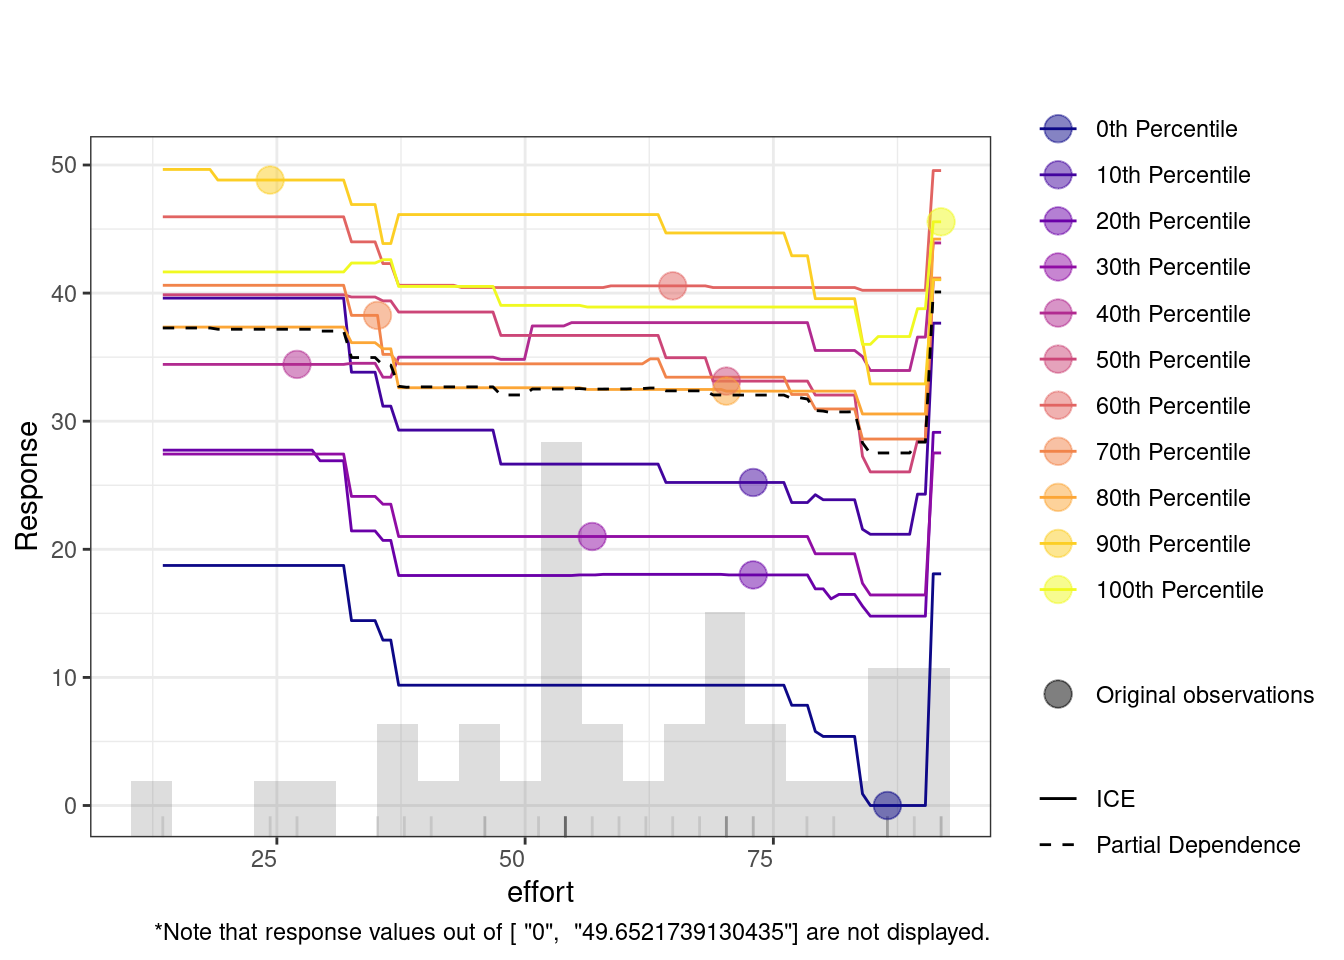 50
40
30
20
10
0
Response
25
50
75
effort
*Note that response values out of [ "0",  "49.6521739130435"] are not displayed.
0th Percentile
10th Percentile
20th Percentile
30th Percentile
40th Percentile
50th Percentile
60th Percentile
70th Percentile
80th Percentile
90th Percentile
100th Percentile
Original observations
ICE
Partial Dependence